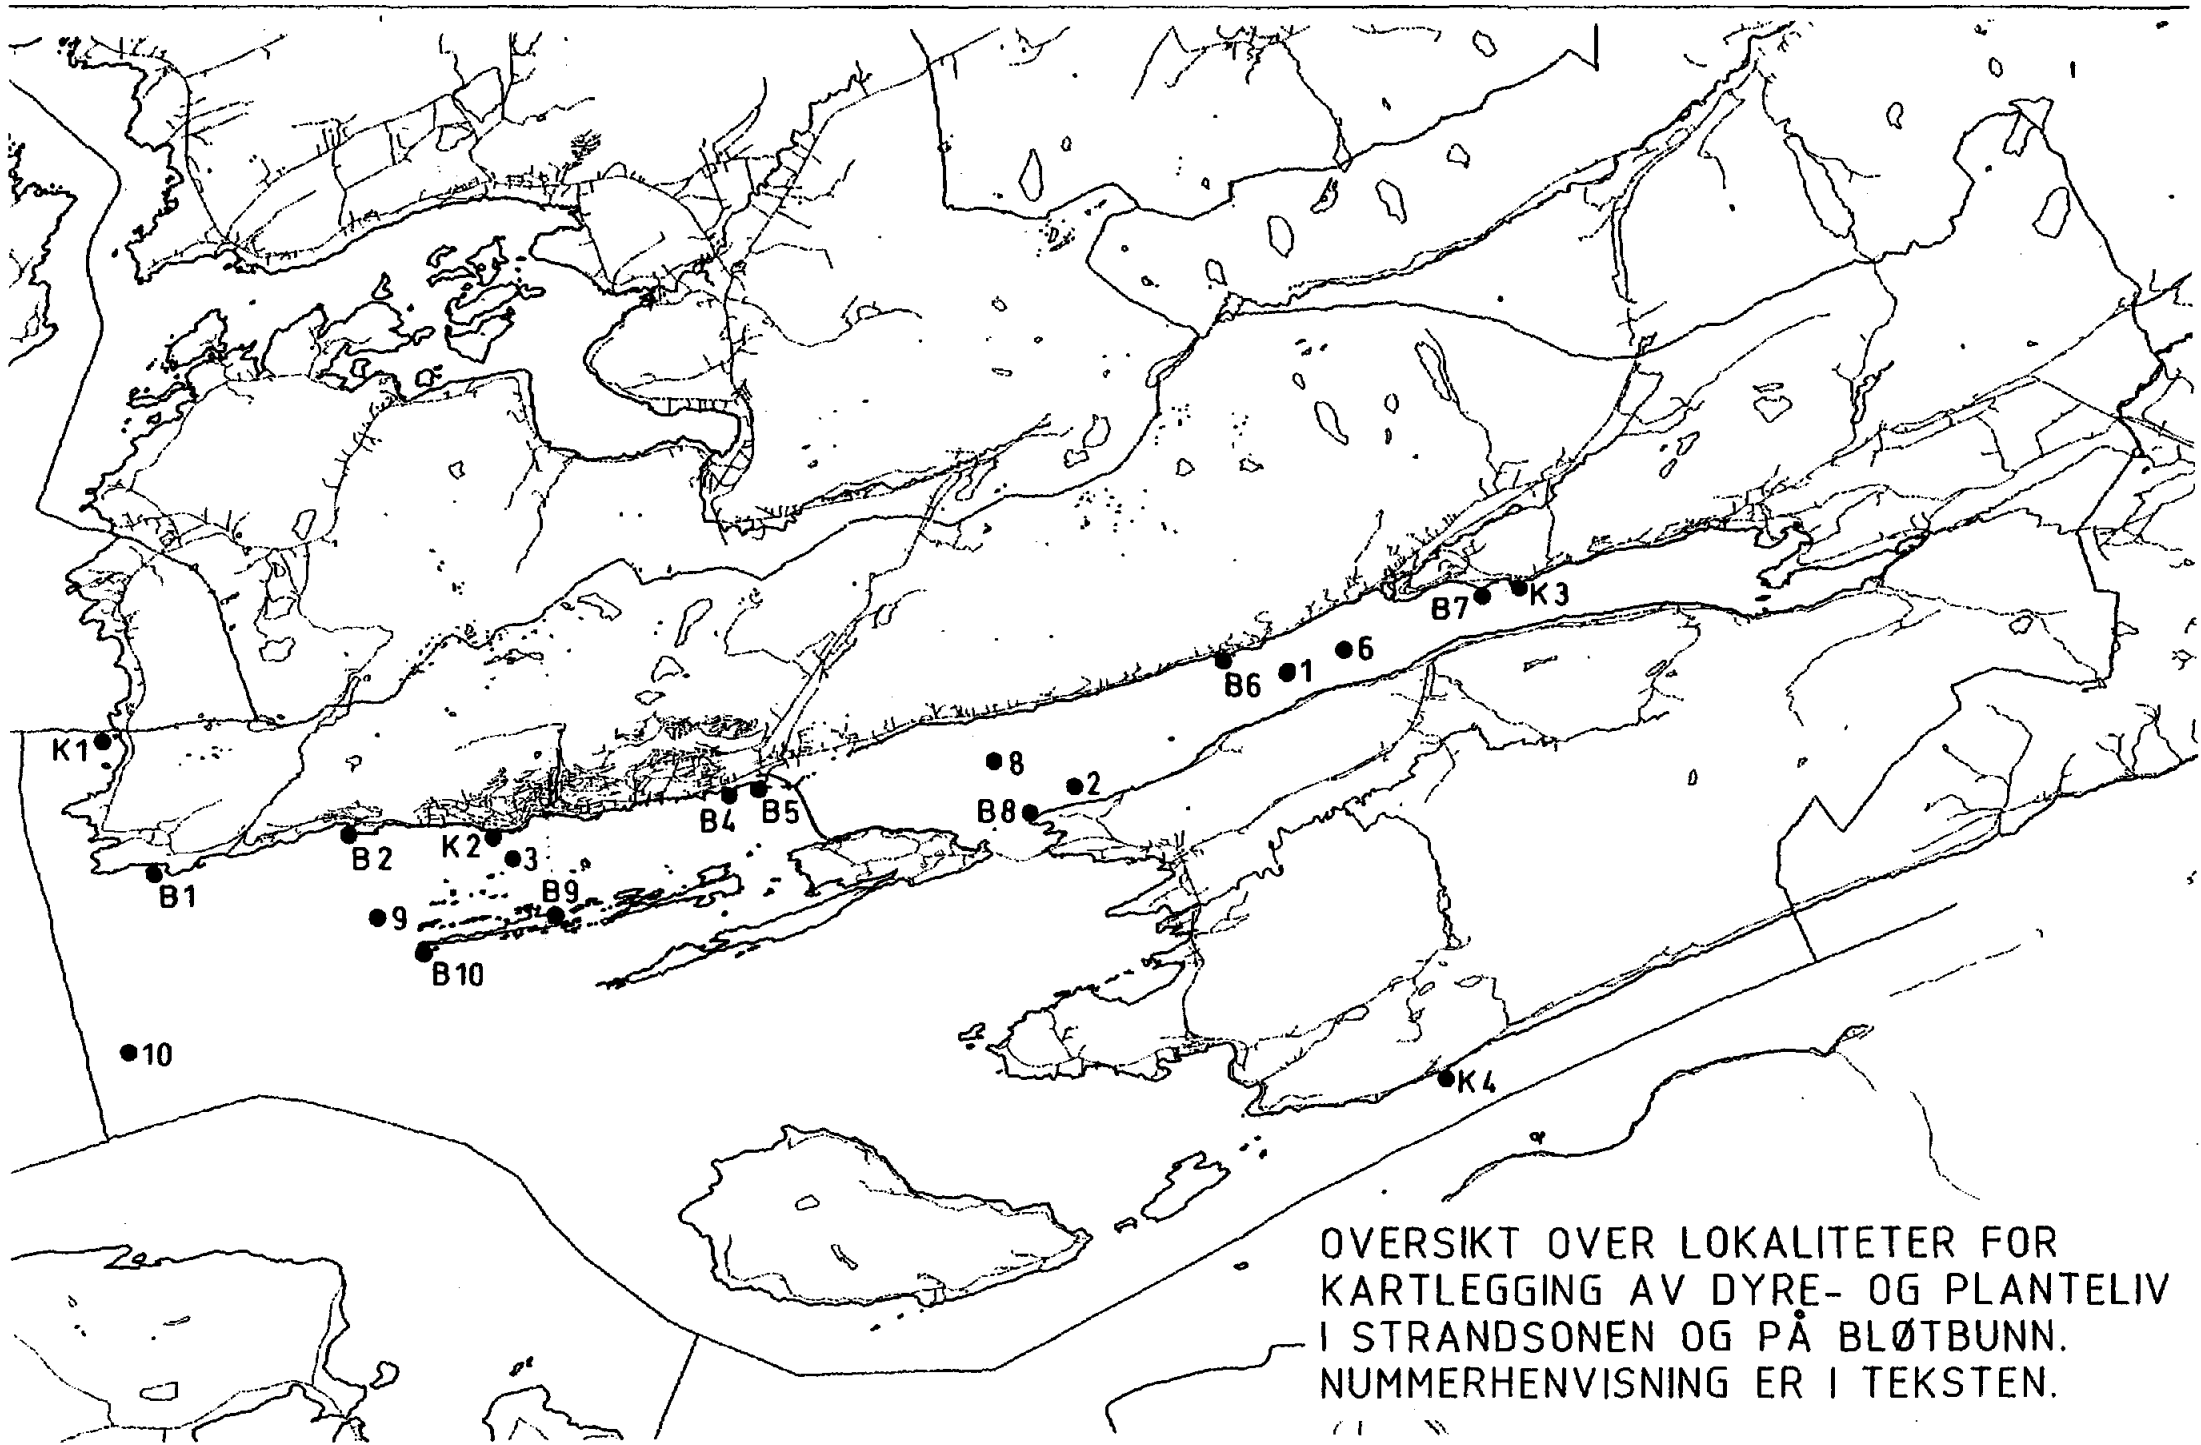 B7
K3
6
1
B6
K1
8
2
B8
B4
B5
B2
K2
3
B1
B9
9
B10
10
K4
OVERSIKT OVER LOKALITETER FOR
KARTLEGGING AV DYRE- OG PLANTELIV
I STRANDSONEN OG PÅ BLØTBUNN.
NUMMERHENVISNING ER I TEKSTEN.